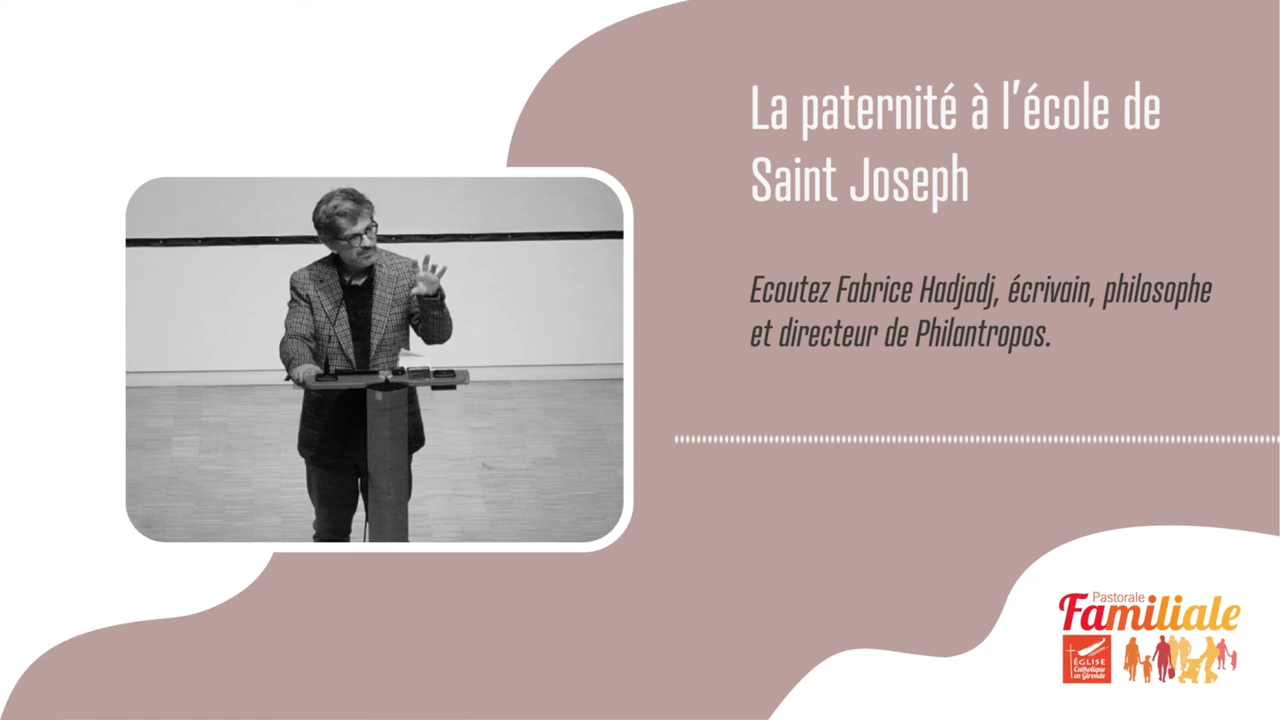 La paternité à l'école de
Saint Joseph
Ecoutez Fabrice Hadjadj, écrivain, philosophe
et directeur de Philantropos.
Pastorale
Familiale
ÉGLISE
Catholique
en Gironde